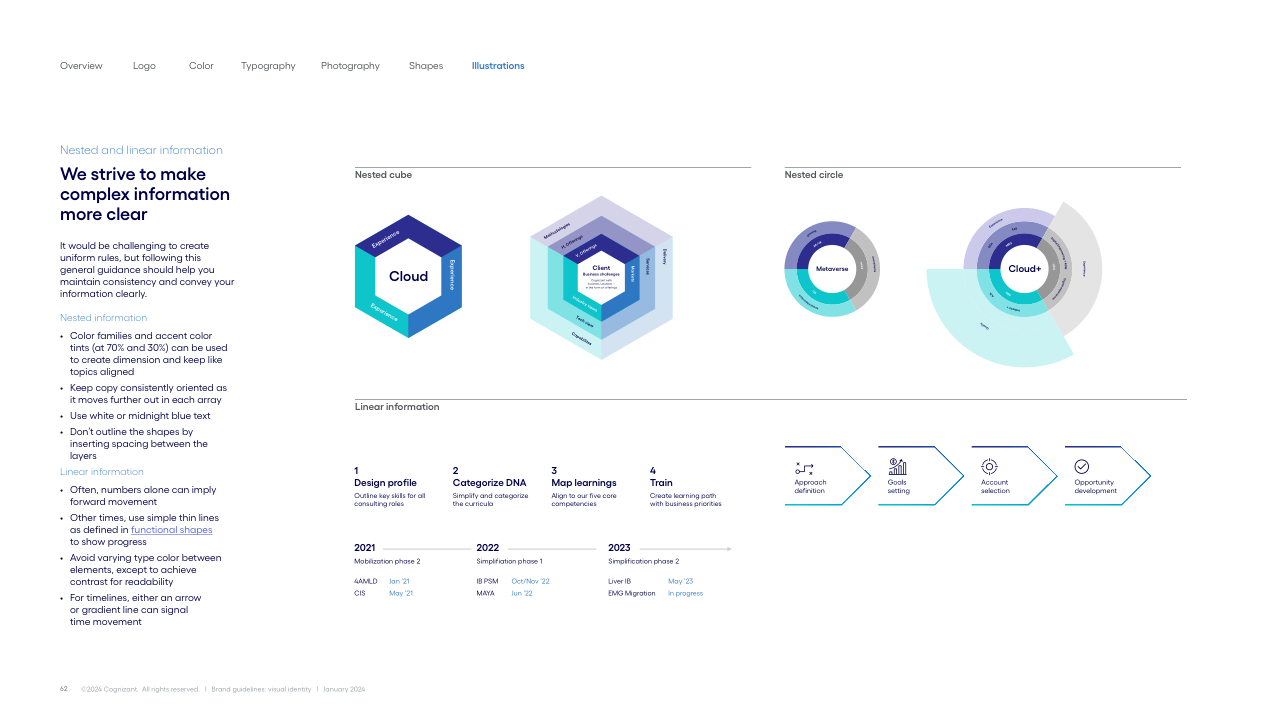 Overview Logo Color Typography Photography Shapes Illustrations
Nested and linear information
We strive to make
complex information
more clear
It would be challenging to create
uniform rules, but following this
general guidance should help you
maintain consistency and convey your
information clearly.
Nested information
• Color families and accent color
tints (at 70% and 30%) can be used
to create dimension and keep like
topics aligned
• Keep copy consistently oriented as
it moves further out in each array
• Use white or midnight blue text
• Don't outline the shapes by
inserting spacing between the
layers
Linear information
• Often, numbers alone can imply
forward movement
• Other times, use simple thin lines
as defined in functional shapes
to show progress
• Avoid varying type color between
elements, except to achieve
contrast for readability
• For timelines, either an arrow
or gradient line can signal
time movement
Nested cube
Experience
Experience
Experience
Cloud
Methodologies
H. Offerings
V. Offerings
Client
Business challenges
Delivery
Services
Markets
Industry views
Tech view
Capabilities
Nested circle
Metaverse
Cloud+
Linear information
1
Design profile
Outline key skills for all
consulting roles
2
Categorize DNA
Simplify and categorize
the curricula
3
Map learnings
Align to our five core
competencies
4
Train
Create learning path
with business priorities
Approach
definition
Goals
setting
Account
selection
Opportunity
development
2021
Mobilization phase 2
4AMLD Jan '21
CIS May '21
2022
Simplifiation phase 1
IB PSM Oct/Nov '22
MAYA Jun '22
2023
Simplification phase 2
Liver IB May '23
EMG Migration In progress
62 ©2024 Cognizant. All rights reserved. | Brand guidelines: visual identity | January 2024